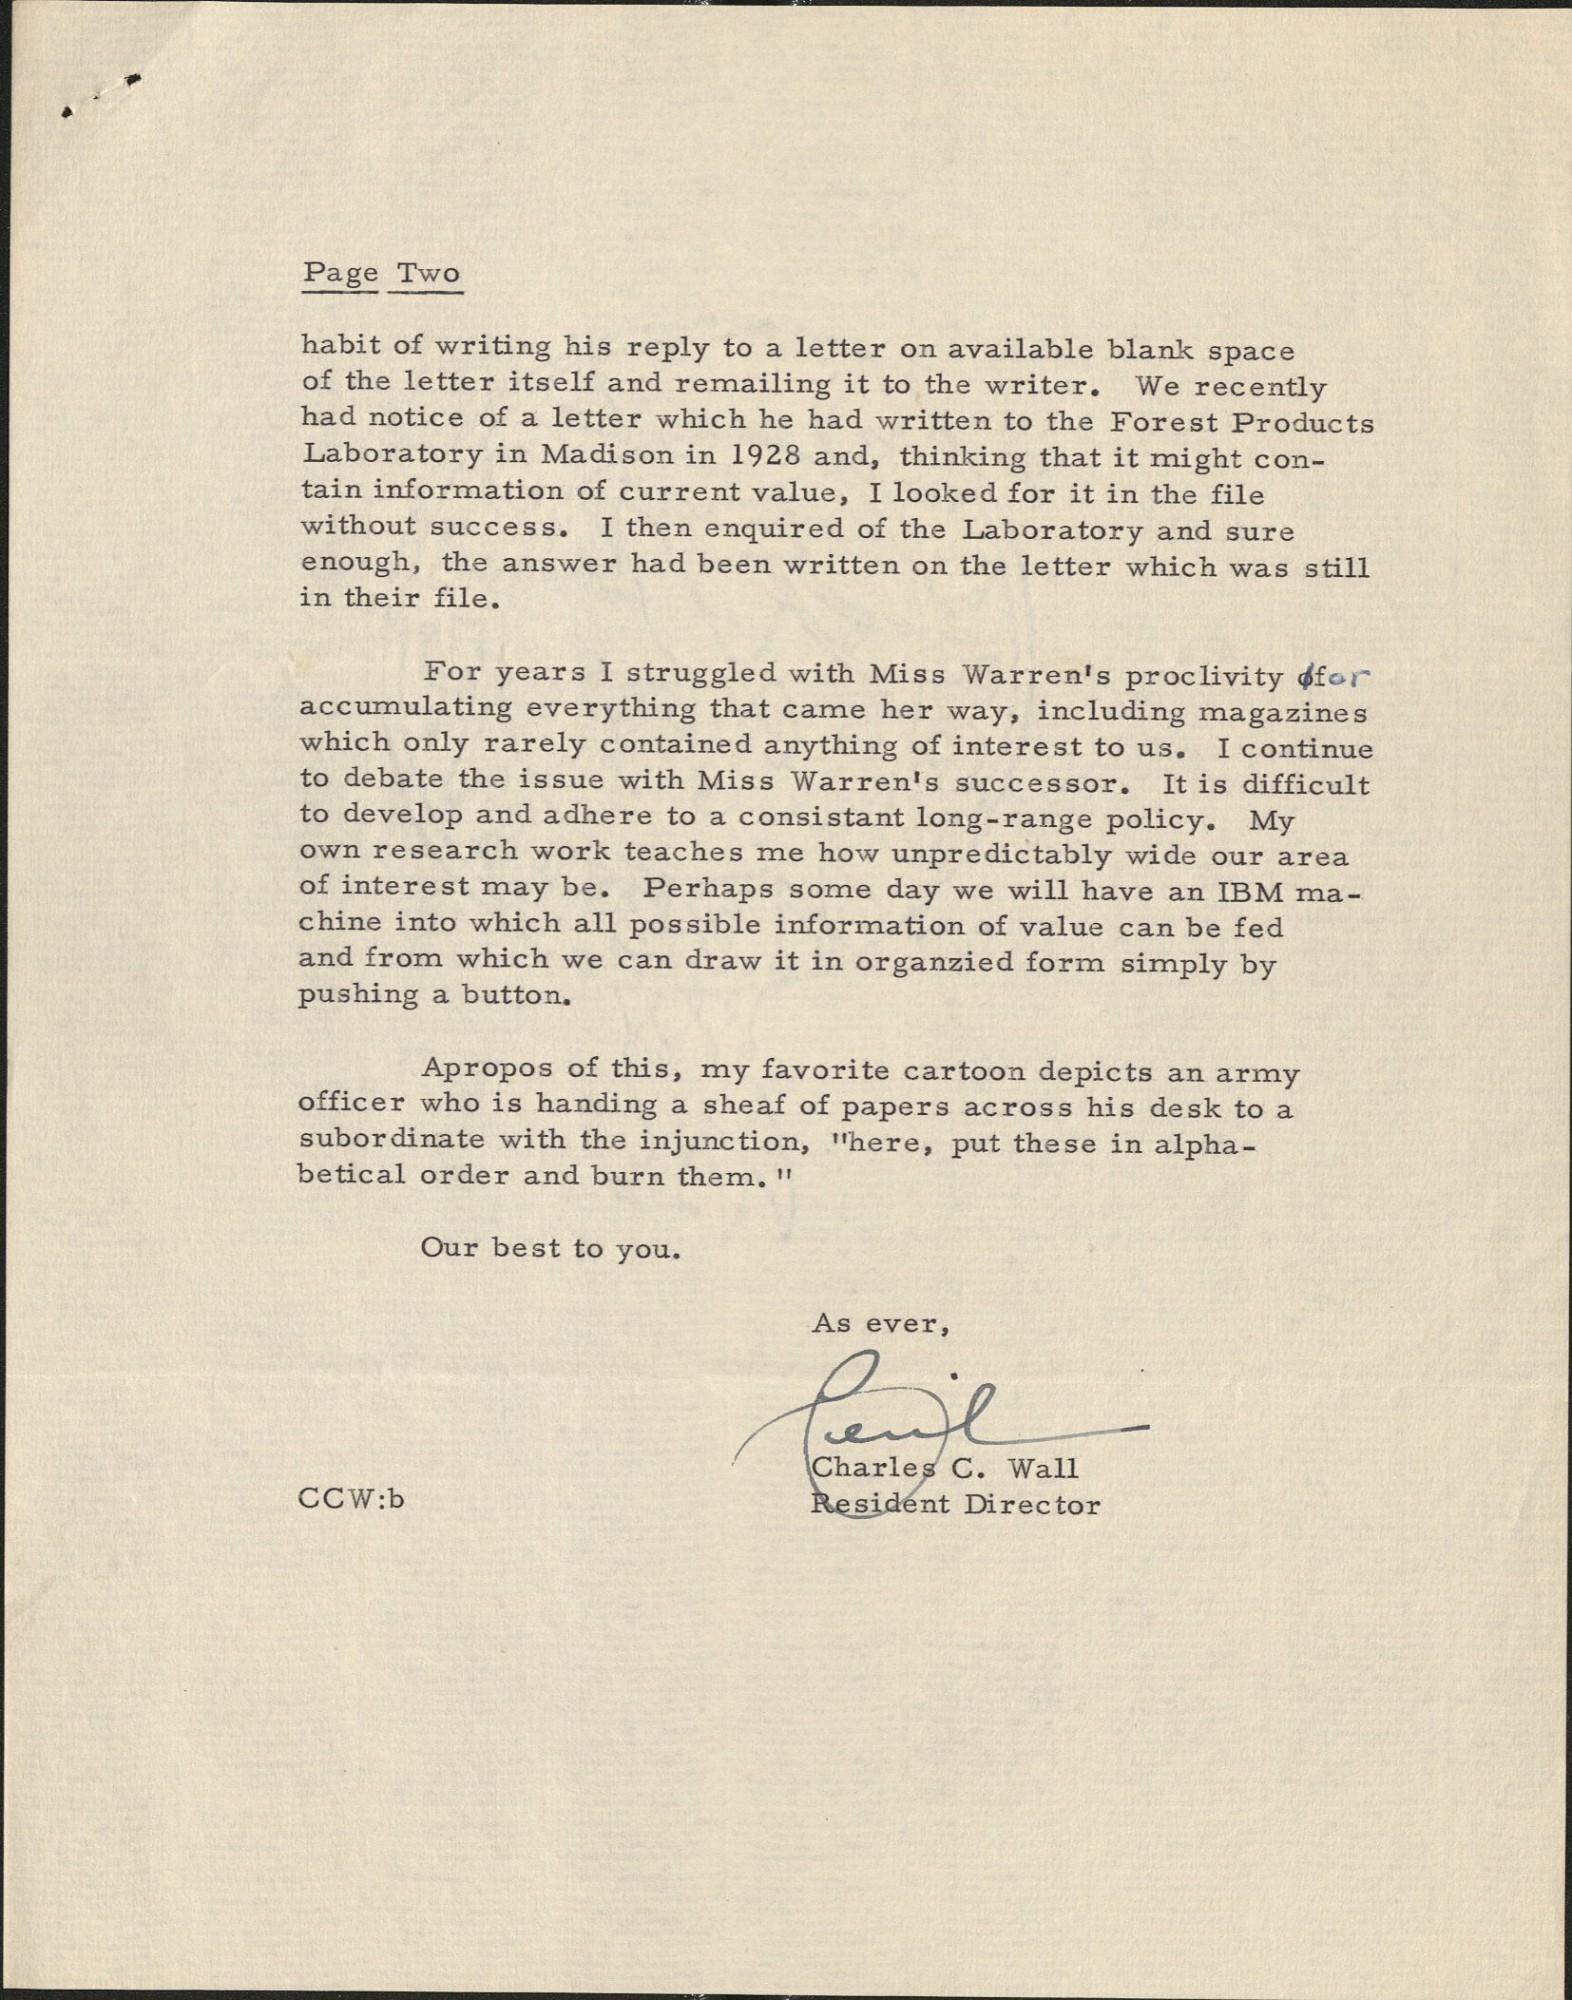 Page Two
habit of writing his reply to a letter on available blank space
of the letter itself and remailing it to the writer. We recently
had notice of a letter which he had written to the Forest Products
Laboratory in Madison in 1928 and, thinking that it might con-
tain information of current value, I looked for it in the file
without success. I then enquired of the Laboratory and sure
enough, the answer had been written on the letter which was still
in their file.
For years I struggled with Miss Warren's proclivity for
accumulating everything that came her way, including magazines
which only rarely contained anything of interest to us. I continue
to debate the issue with Miss Warren's successor. It is difficult
to develop and adhere to a consistant long-range policy. My
own research work teaches me how unpredictably wide our area
of interest may be. Perhaps some day we will have an IBM ma-
chine into which all possible information of value can be fed
and from which we can draw it in organzied form simply by
pushing a button.
Apropos of this, my favorite cartoon depicts an army
officer who is handing a sheaf of papers across his desk to a
subordinate with the injunction, "here, put these in alpha-
betical order and burn them."
Our best to you.
As ever,
Charles C. Wall
CCW:b
Resident Director